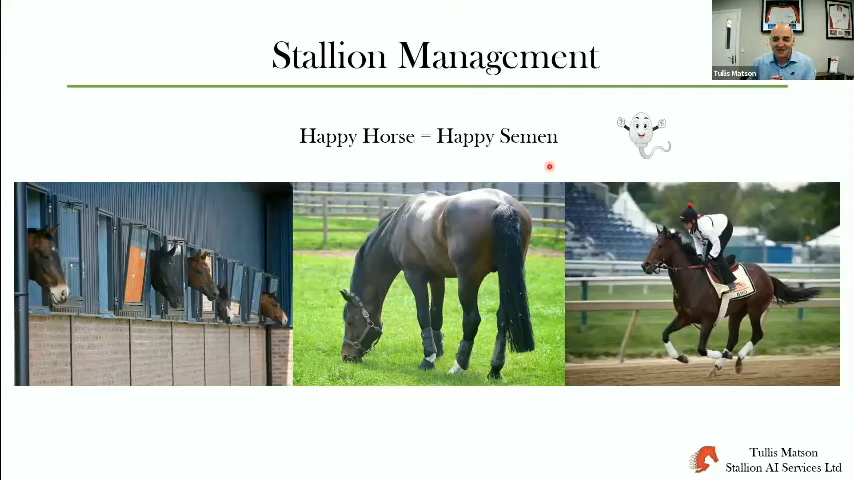 Stallion Management
Tullis Matson
Happy Horse = Happy Semen
Tullis Matson
Stallion AI Services Ltd